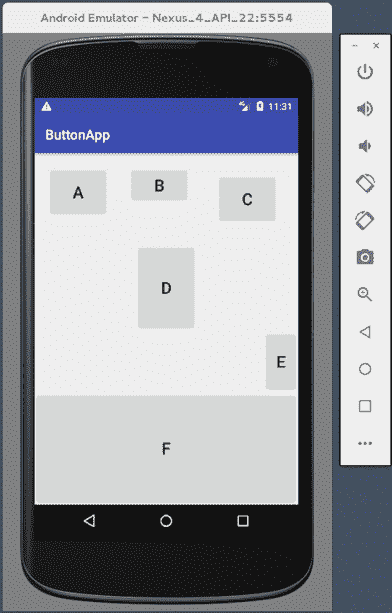 Android Emulator - Nexus_4_API_22:5554
11:31
ButtonApp
A
B
C
D
E
F